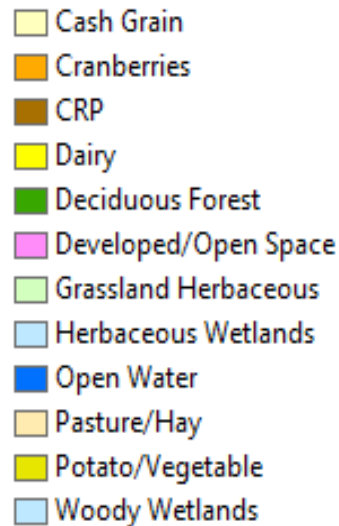 Cash Grain
Cranberries
CRP
Dairy
Deciduous Forest
Developed/Open Space
Grassland Herbaceous
Herbaceous Wetlands
Open Water
Pasture/Hay
Potato/Vegetable
Woody Wetlands